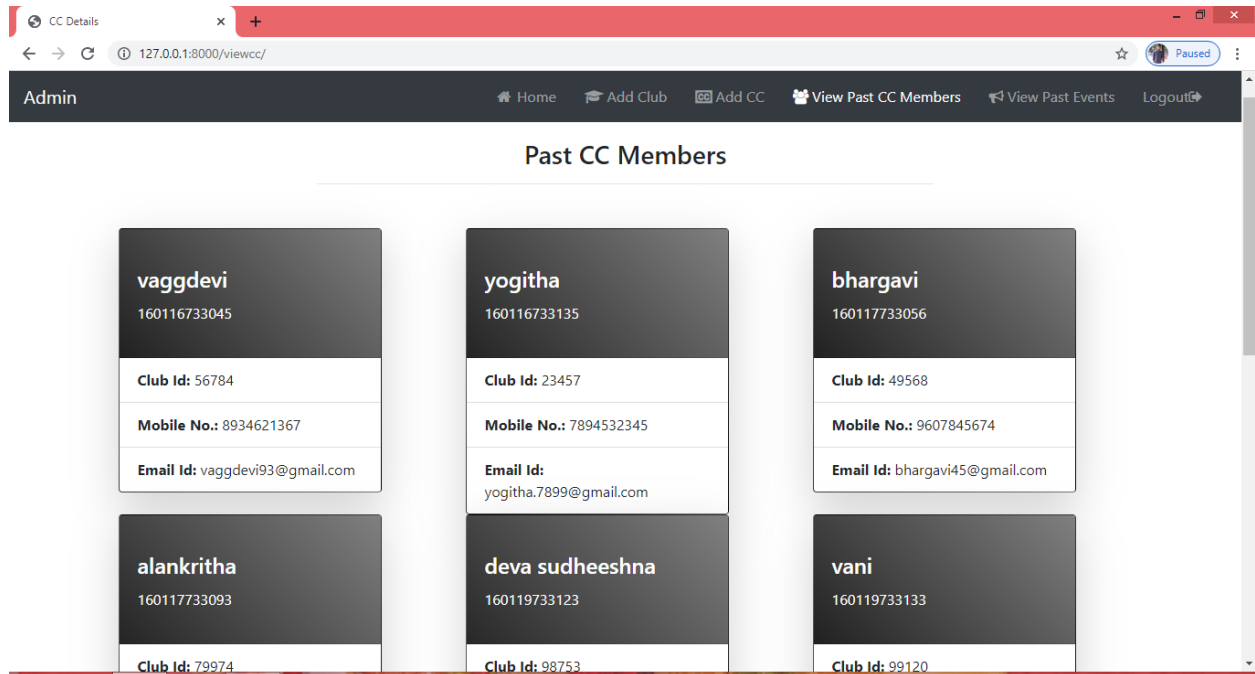 CC Details
127.0.0.1:8000/viewcc/
Paused
Admin
Home Add Club CC Add CC View Past CC Members View Past Events Logout
Past CC Members
vaggdevi
160116733045
Club Id: 56784
Mobile No.: 8934621367
Email Id: vaggdevi93@gmail.com
yogitha
160116733135
Club Id: 23457
Mobile No.: 7894532345
Email Id:
yogitha.7899@gmail.com
bhargavi
160117733056
Club Id: 49568
Mobile No.: 9607845674
Email Id: bhargavi45@gmail.com
alankritha
160117733093
Club Id: 79974
deva sudheeshna
160119733123
Club Id: 98753
vani
160119733133
Club Id: 99120